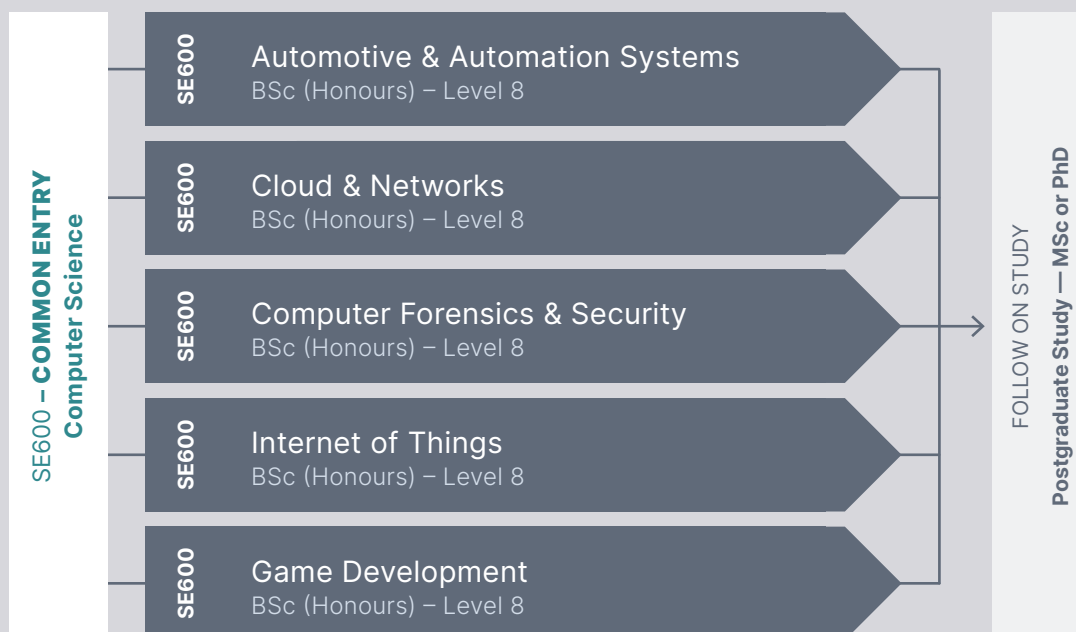 SE600 – COMMON ENTRY
Computer Science
SE600
Automotive & Automation Systems
BSc (Honours) – Level 8
SE600
Cloud & Networks
BSc (Honours) – Level 8
SE600
Computer Forensics & Security
BSc (Honours) – Level 8
SE600
Internet of Things
BSc (Honours) – Level 8
SE600
Game Development
BSc (Honours) – Level 8
FOLLOW ON STUDY
Postgraduate Study — MSc or PhD